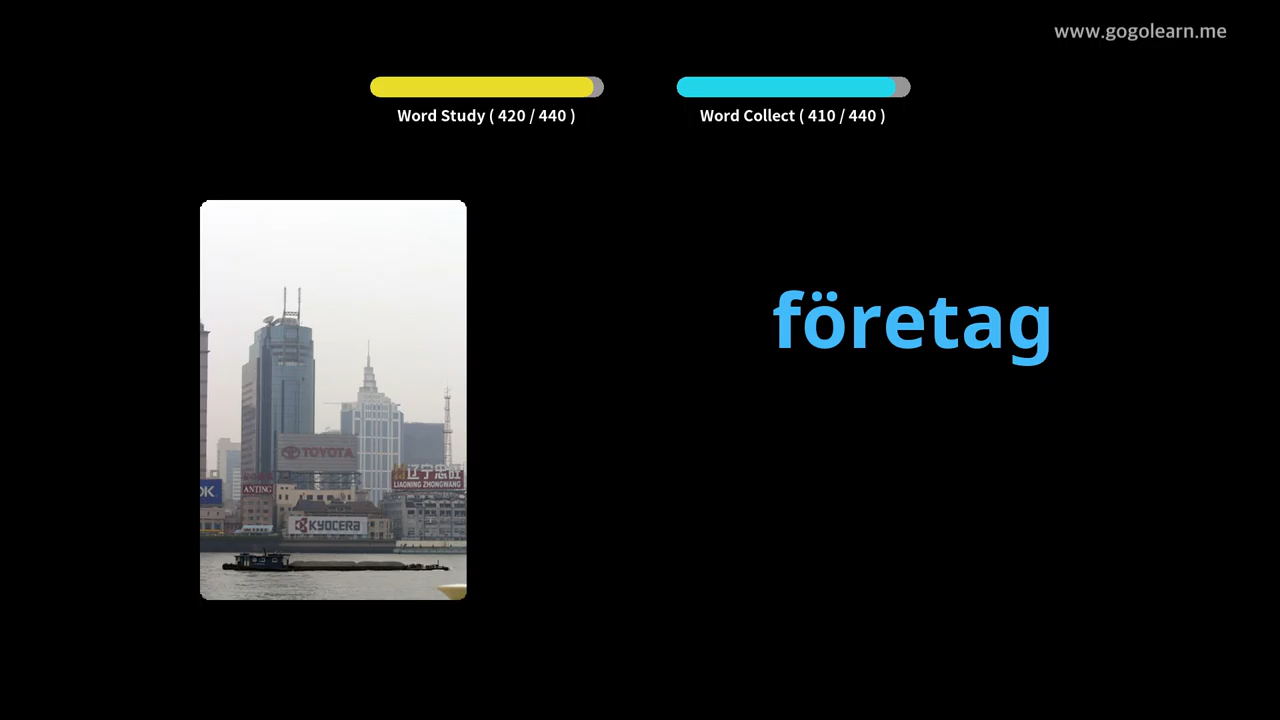 www.gogolearn.me
Word Study ( 420 / 440 )
Word Collect ( 410 / 440 )
företag
TOYOTA
辽宁忠旺
LIAONING ZHONGWANG
OK
ANTING
KYOCERA